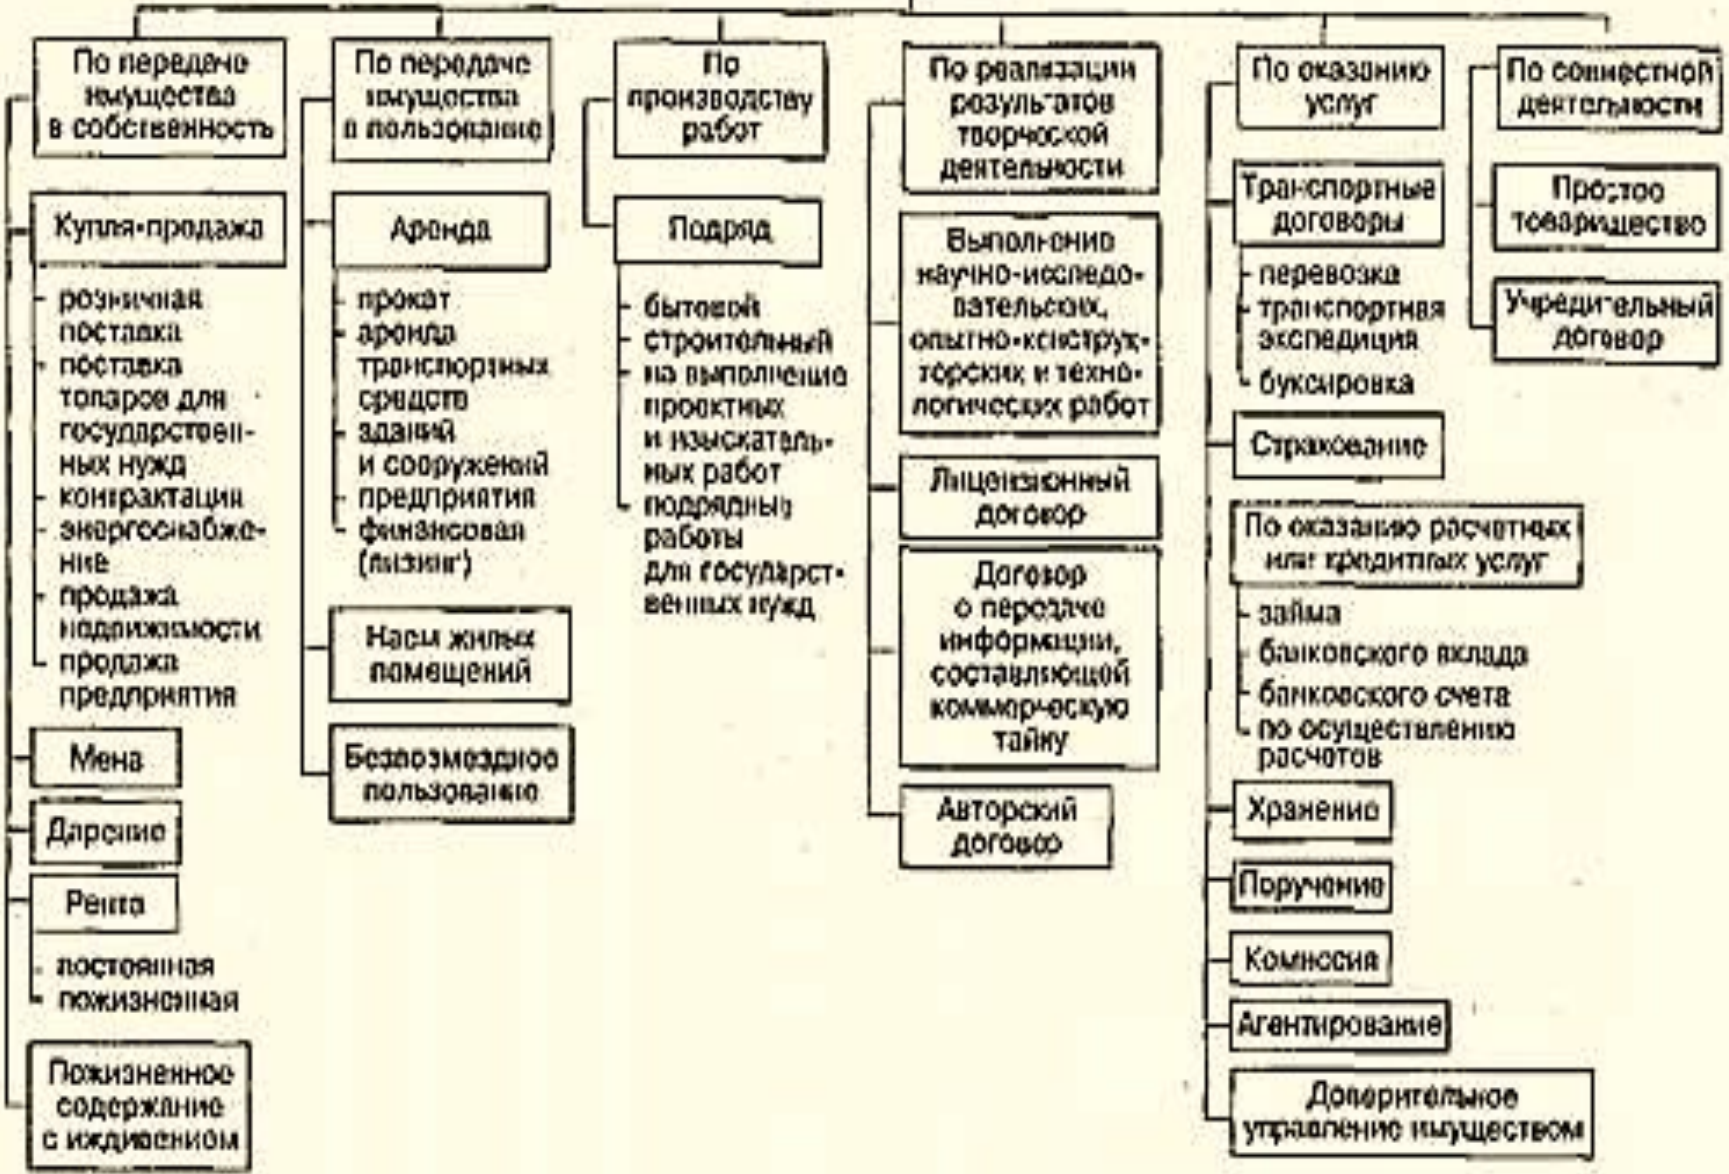 По передаче
имущества
в собственность
Купля-продажа
розничная
поставка
поставка
товаров для
государствен-
ных нужд
контрактация
энергоснабже-
ние
продажа
недвижимости
продажа
предприятия
Мена
Дарение
Рента
постоянная
пожизненная
Пожизненное
содержание
с иждивением
По передаче
имущества
в пользование
Аренда
прокат
аренда
транспортных
средств
зданий
и сооружений
предприятия
финансовая
(лизинг)
Наем жилых
помещений
Безвозмездное
пользование
По
производству
работ
Подряд
бытовой
строительный
на выполнение
проектных
и изыскатель-
ных работ
подрядные
работы
для государст-
венных нужд
По реализации
результатов
творческой
деятельности
Выполнение
научно-исследо-
вательских,
опытно-конструк-
торских и техно-
логических работ
Лицензионный
договор
Договор
о передаче
информации,
составляющей
коммерческую
тайну
Авторский
договор
По оказанию
услуг
Транспортные
договоры
перевозка
транспортная
экспедиция
буксировка
Страхование
По оказанию расчетных
или кредитных услуг
займа
банковского вклада
банковского счета
по осуществлению
расчетов
Хранение
Поручение
Комиссия
Агентирование
Доверительное
управление имуществом
По совместной
деятельности
Простое
товарищество
Учредительный
договор